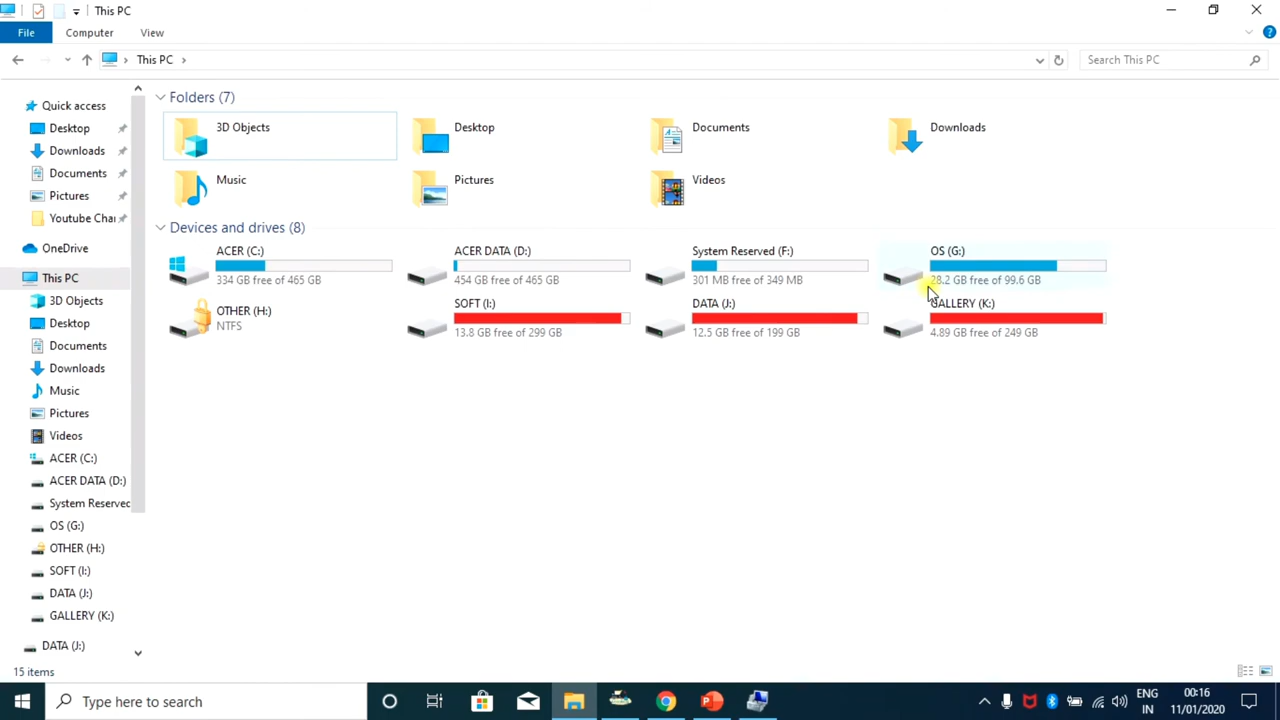 This PC
File Computer View
This PC Search This PC
Quick access
Desktop
Downloads
Documents
Pictures
Youtube Cha
OneDrive
This PC
3D Objects
Desktop
Documents
Downloads
Music
Pictures
Videos
ACER (C:)
ACER DATA (D:)
System Reserved
OS (G:)
OTHER (H:)
SOFT (I:)
DATA (J:)
GALLERY (K:)
DATA (J:)
Folders (7)
3D Objects Desktop Documents Downloads
Music Pictures Videos
Devices and drives (8)
ACER (C:) ACER DATA (D:) System Reserved (F:) OS (G:)
334 GB free of 465 GB 454 GB free of 465 GB 301 MB free of 349 MB 28.2 GB free of 99.6 GB
OTHER (H:) SOFT (I:) DATA (J:) GALLERY (K:)
NTFS 13.8 GB free of 299 GB 12.5 GB free of 199 GB 4.89 GB free of 249 GB
15 items
Type here to search
ENG 00:16
IN 11/01/2020